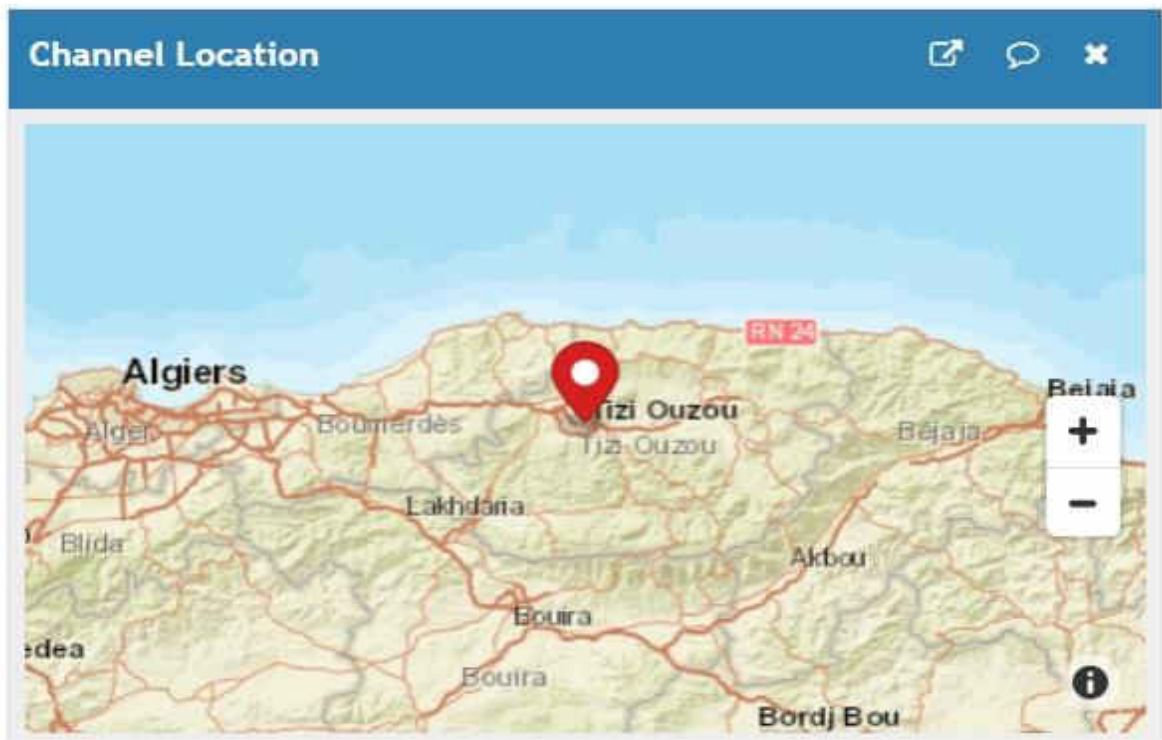 Channel Location
RN 24
Algiers
Bejaia
Tizi Ouzou
Alger
Boumerdès
Béjaïa
Tizi Ouzou
Lakhdaria
Blida
Akbou
Bouira
edea
Bouira
Bordj Bou